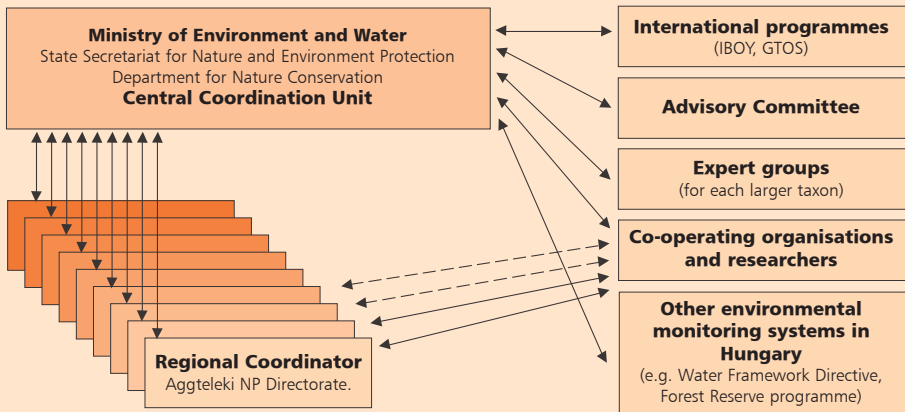 Ministry of Environment and Water
State Secretariat for Nature and Environment Protection
Department for Nature Conservation
Central Coordination Unit
International programmes
(IBOY, GTOS)
Advisory Committee
Expert groups
(for each larger taxon)
Co-operating organisations
and researchers
Other environmental
monitoring systems in
Hungary
(e.g. Water Framework Directive,
Forest Reserve programme)
Regional Coordinator
Aggteleki NP Directorate.